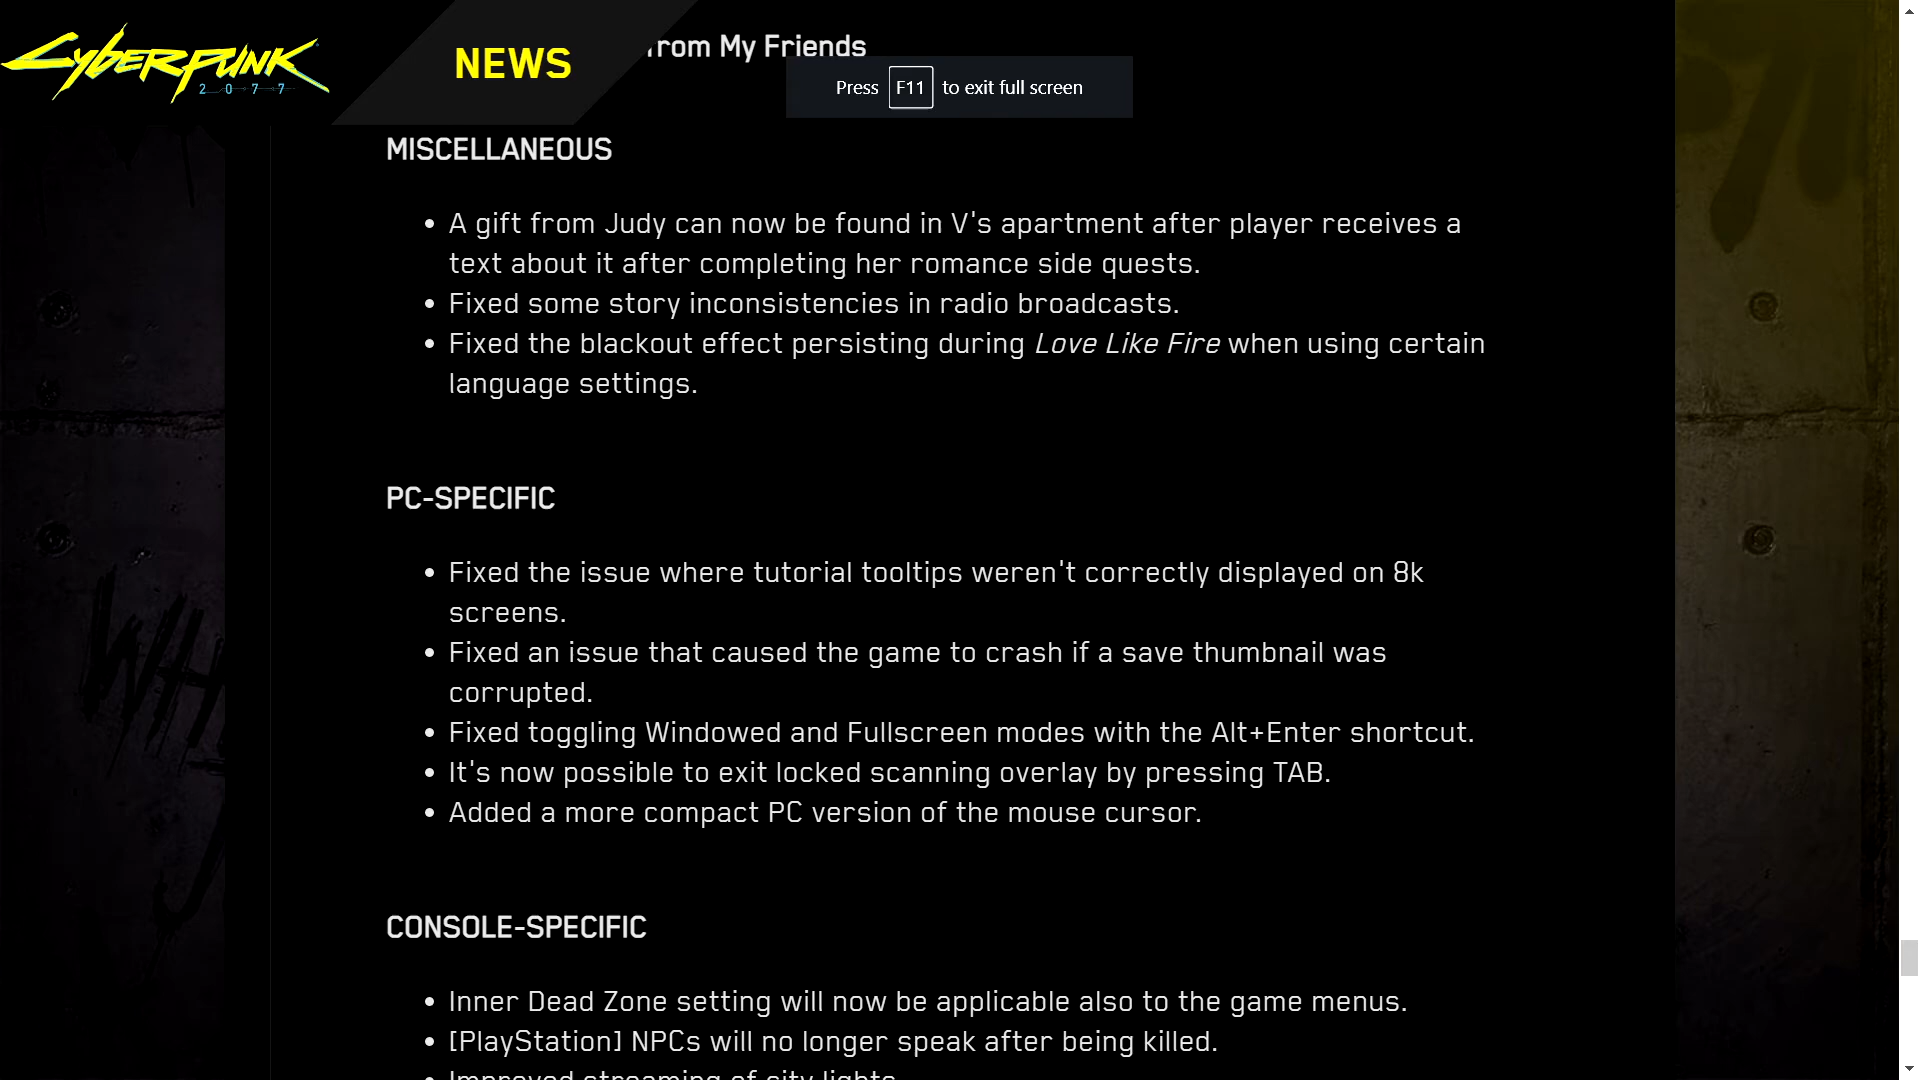 CYBERPUNK
2077
NEWS
from My Friends
Press F11 to exit full screen
MISCELLANEOUS
• A gift from Judy can now be found in V's apartment after player receives a
text about it after completing her romance side quests.
• Fixed some story inconsistencies in radio broadcasts.
• Fixed the blackout effect persisting during Love Like Fire when using certain
language settings.
PC-SPECIFIC
• Fixed the issue where tutorial tooltips weren't correctly displayed on 8k
screens.
• Fixed an issue that caused the game to crash if a save thumbnail was
corrupted.
• Fixed toggling Windowed and Fullscreen modes with the Alt+Enter shortcut.
• It's now possible to exit locked scanning overlay by pressing TAB.
• Added a more compact PC version of the mouse cursor.
CONSOLE-SPECIFIC
• Inner Dead Zone setting will now be applicable also to the game menus.
• [PlayStation] NPCs will no longer speak after being killed.
• Improved streaming of city lights